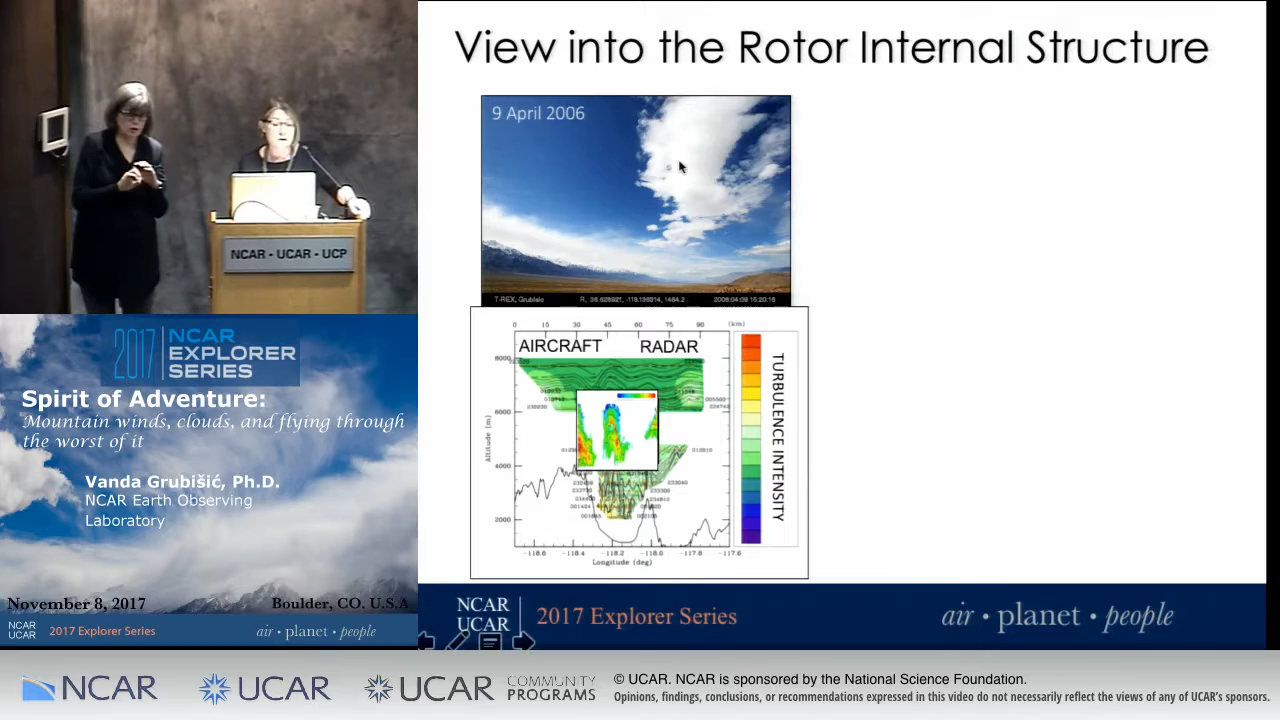 View into the Rotor Internal Structure
9 April 2006
T-REX, Grubisic
0 15 30 45 60 75 90 (km)
AIRCRAFT RADAR
8000
6000
4000
2000
Altitude (m)
-118.6 -118.4 -118.2 -118.0 -117.8 -117.6
Longitude (deg)
TURBULENCE INTENSITY
NCAR • UCAR • UCP
2017 NCAR
EXPLORER
SERIES
Spirit of Adventure:
Mountain winds, clouds, and flying through
the worst of it
Vanda Grubišić, Ph.D.
NCAR Earth Observing
Laboratory
November 8, 2017 Boulder, CO. U.S.A
NCAR
UCAR 2017 Explorer Series air • planet • people
NCAR
UCAR 2017 Explorer Series air • planet • people
NCAR UCAR UCAR COMMUNITY
PROGRAMS
© UCAR. NCAR is sponsored by the National Science Foundation.
Opinions, findings, conclusions, or recommendations expressed in this video do not necessarily reflect the views of any of UCAR's sponsors.